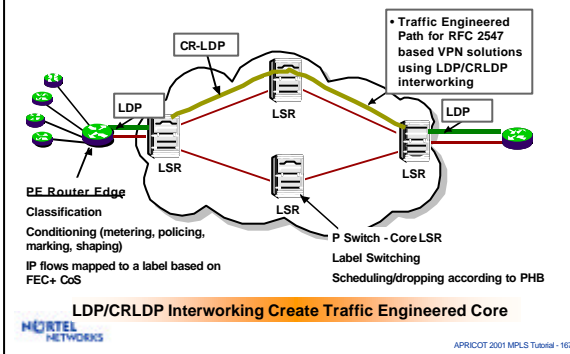 • Traffic Engineered
Path for RFC 2547
based VPN solutions
using LDP/CRLDP
interworking
CR-LDP
LDP
LSR
LDP
LSR
LSR
LSR
PE Router Edge
Classification
Conditioning (metering, policing,
marking, shaping)
IP flows mapped to a label based on
FEC+ CoS
P Switch - Core LSR
Label Switching
Scheduling/dropping according to PHB
LDP/CRLDP Interworking Create Traffic Engineered Core
NORTEL
NETWORKS
APRICOT 2001 MPLS Tutorial - 167